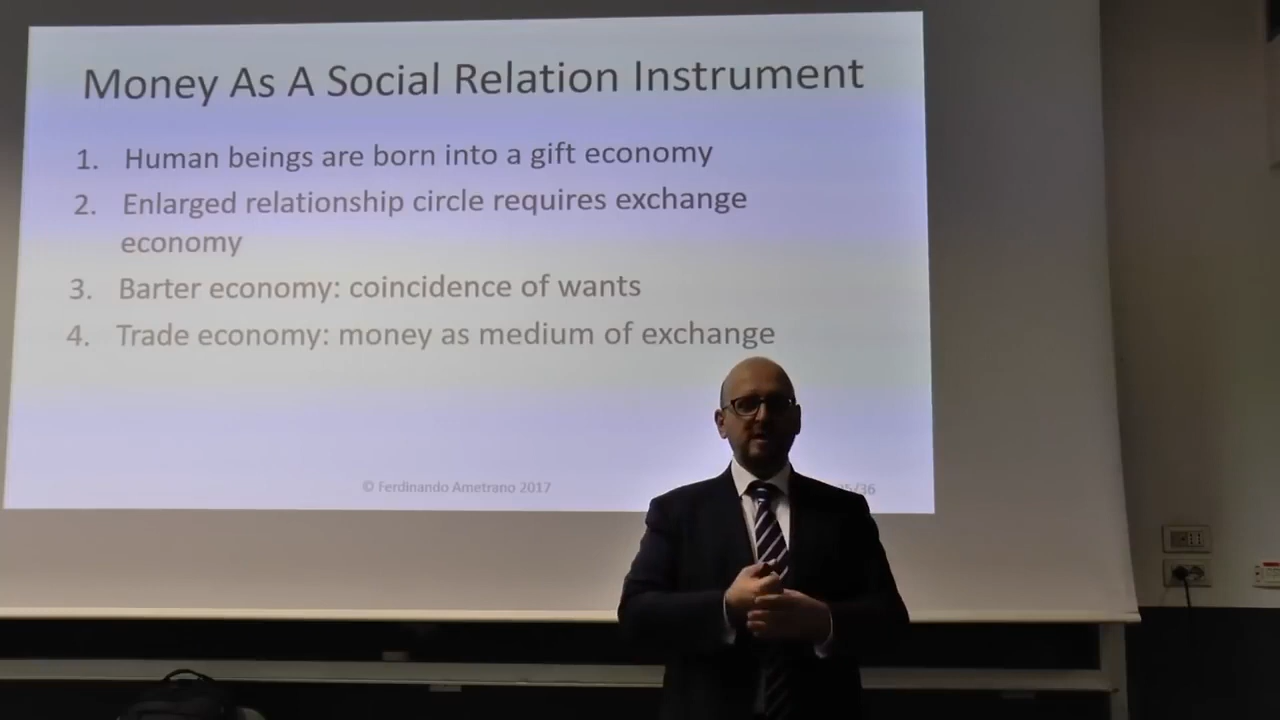 Money As A Social Relation Instrument
1. Human beings are born into a gift economy
2. Enlarged relationship circle requires exchange
economy
3. Barter economy: coincidence of wants
4. Trade economy: money as medium of exchange
© Ferdinando Ametrano 2017